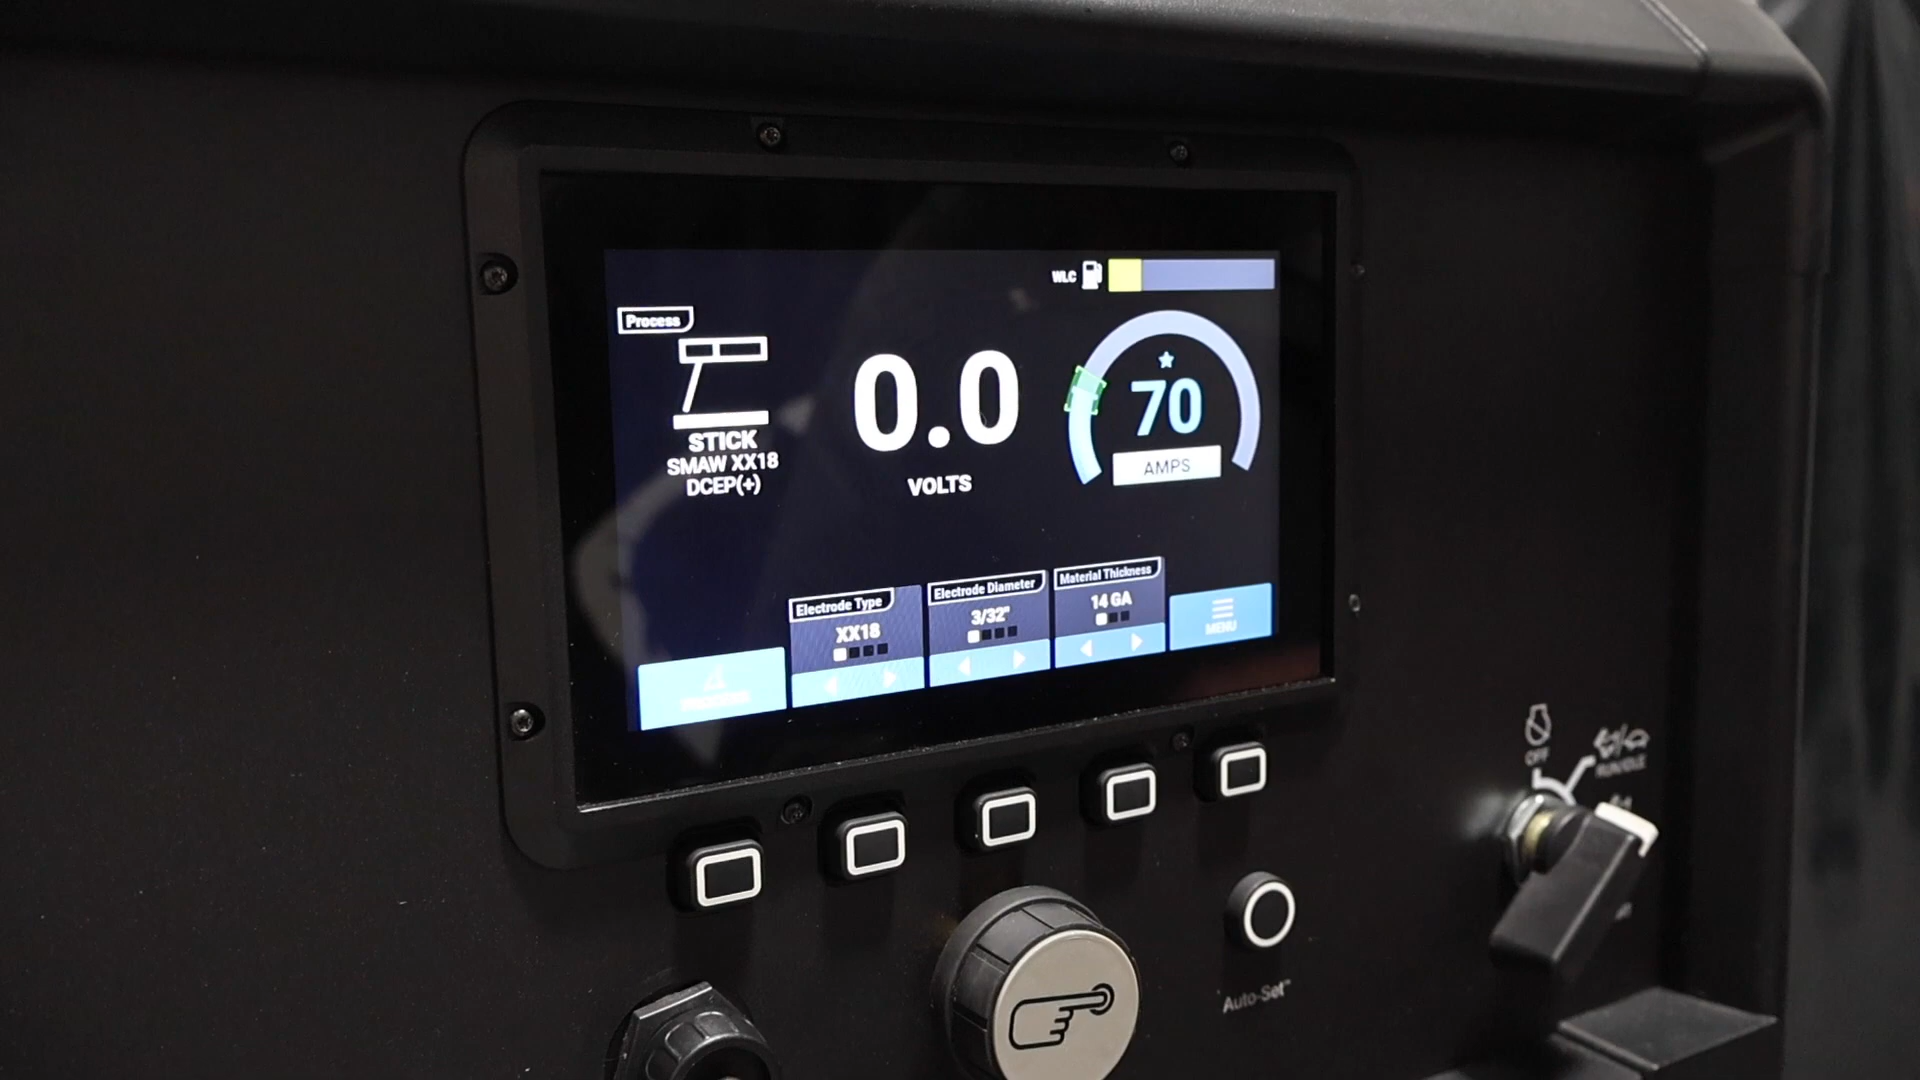 WLC
Process
STICK
SMAW XX18
DCEP(+)
0.0
VOLTS
70
AMPS
Electrode Type
XX18
Electrode Diameter
3/32"
Material Thickness
14 GA
MENU
OFF
RUN/IDLE
Auto-Set™